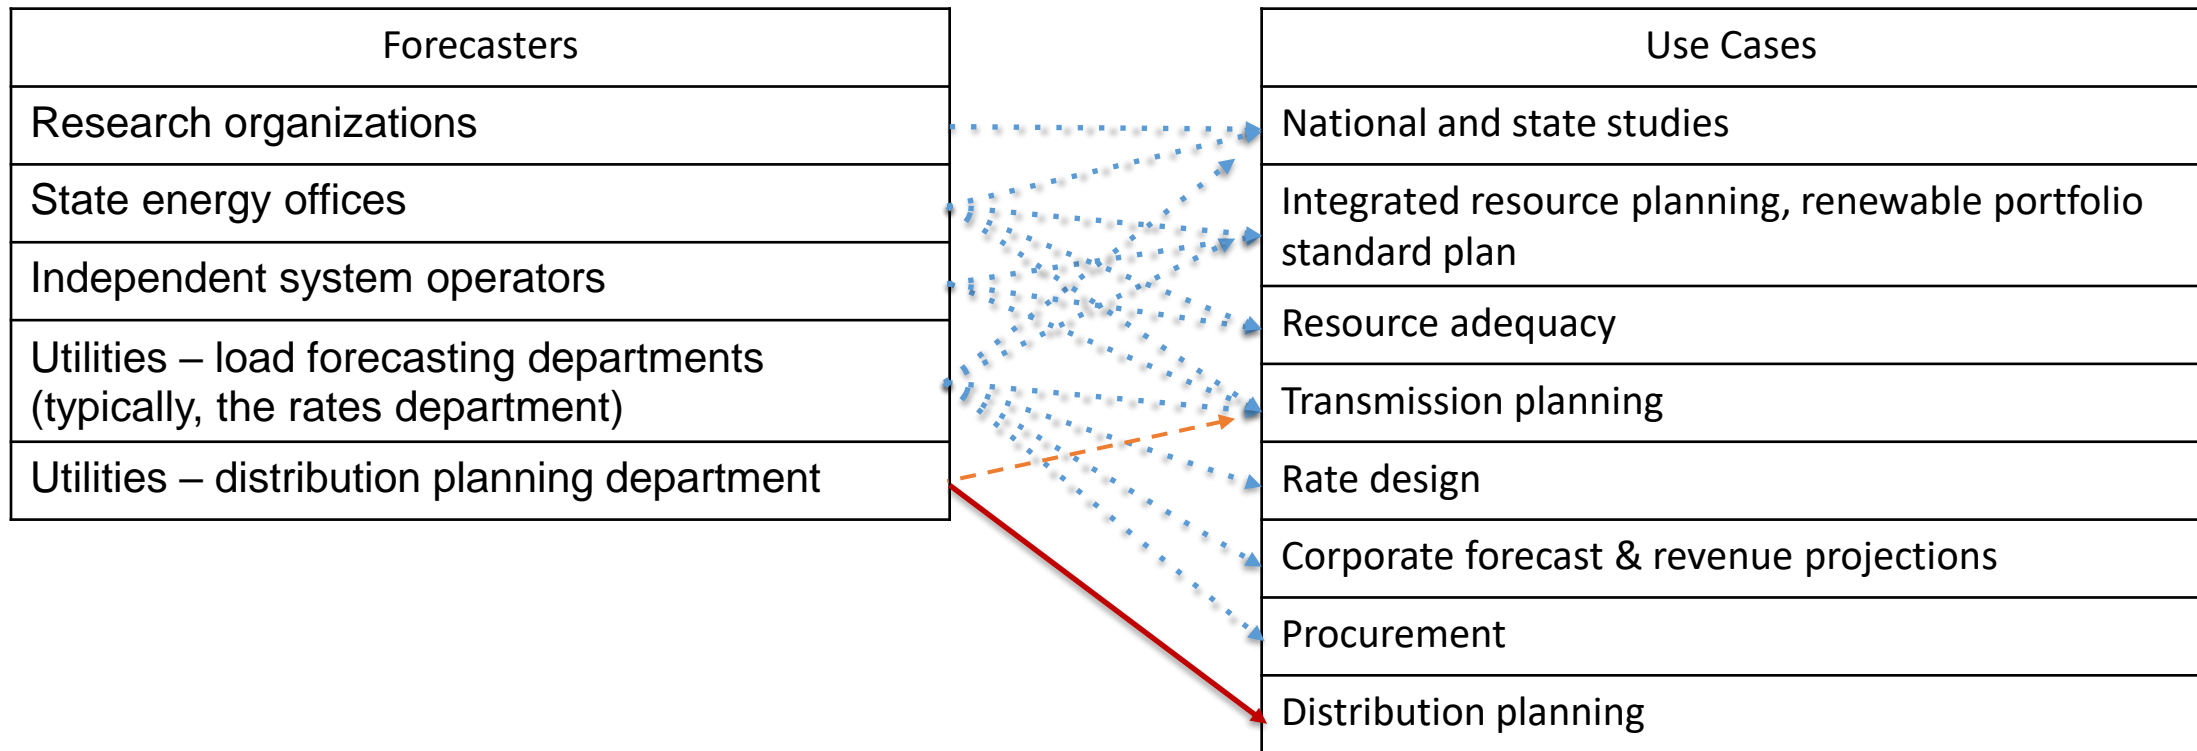 Forecasters
Research organizations
State energy offices
Independent system operators
Utilities – load forecasting departments
(typically, the rates department)
Utilities – distribution planning department
Use Cases
National and state studies
Integrated resource planning, renewable portfolio
standard plan
Resource adequacy
Transmission planning
Rate design
Corporate forecast & revenue projections
Procurement
Distribution planning